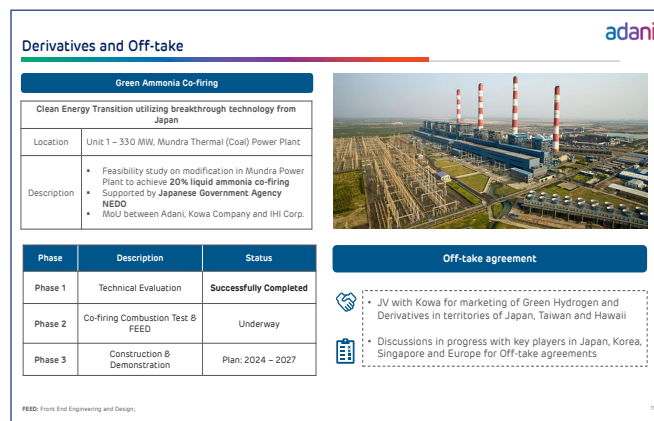 adani
Derivatives and Off-take
Green Ammonia Co-firing
Clean Energy Transition utilizing breakthrough technology from
Japan
Location
Unit 1 – 330 MW, Mundra Thermal (Coal) Power Plant
Description
▪ Feasibility study on modification in Mundra Power
Plant to achieve 20% liquid ammonia co-firing
▪ Supported by Japanese Government Agency
NEDO
▪ MoU between Adani, Kowa Company and IHI Corp.
Phase Description Status
Phase 1 Technical Evaluation Successfully Completed
Phase 2 Co-firing Combustion Test &
FEED Underway
Phase 3 Construction &
Demonstration Plan: 2024 – 2027
Off-take agreement
• JV with Kowa for marketing of Green Hydrogen and
Derivatives in territories of Japan, Taiwan and Hawaii
• Discussions in progress with key players in Japan, Korea,
Singapore and Europe for Off-take agreements
FEED: Front End Engineering and Design;